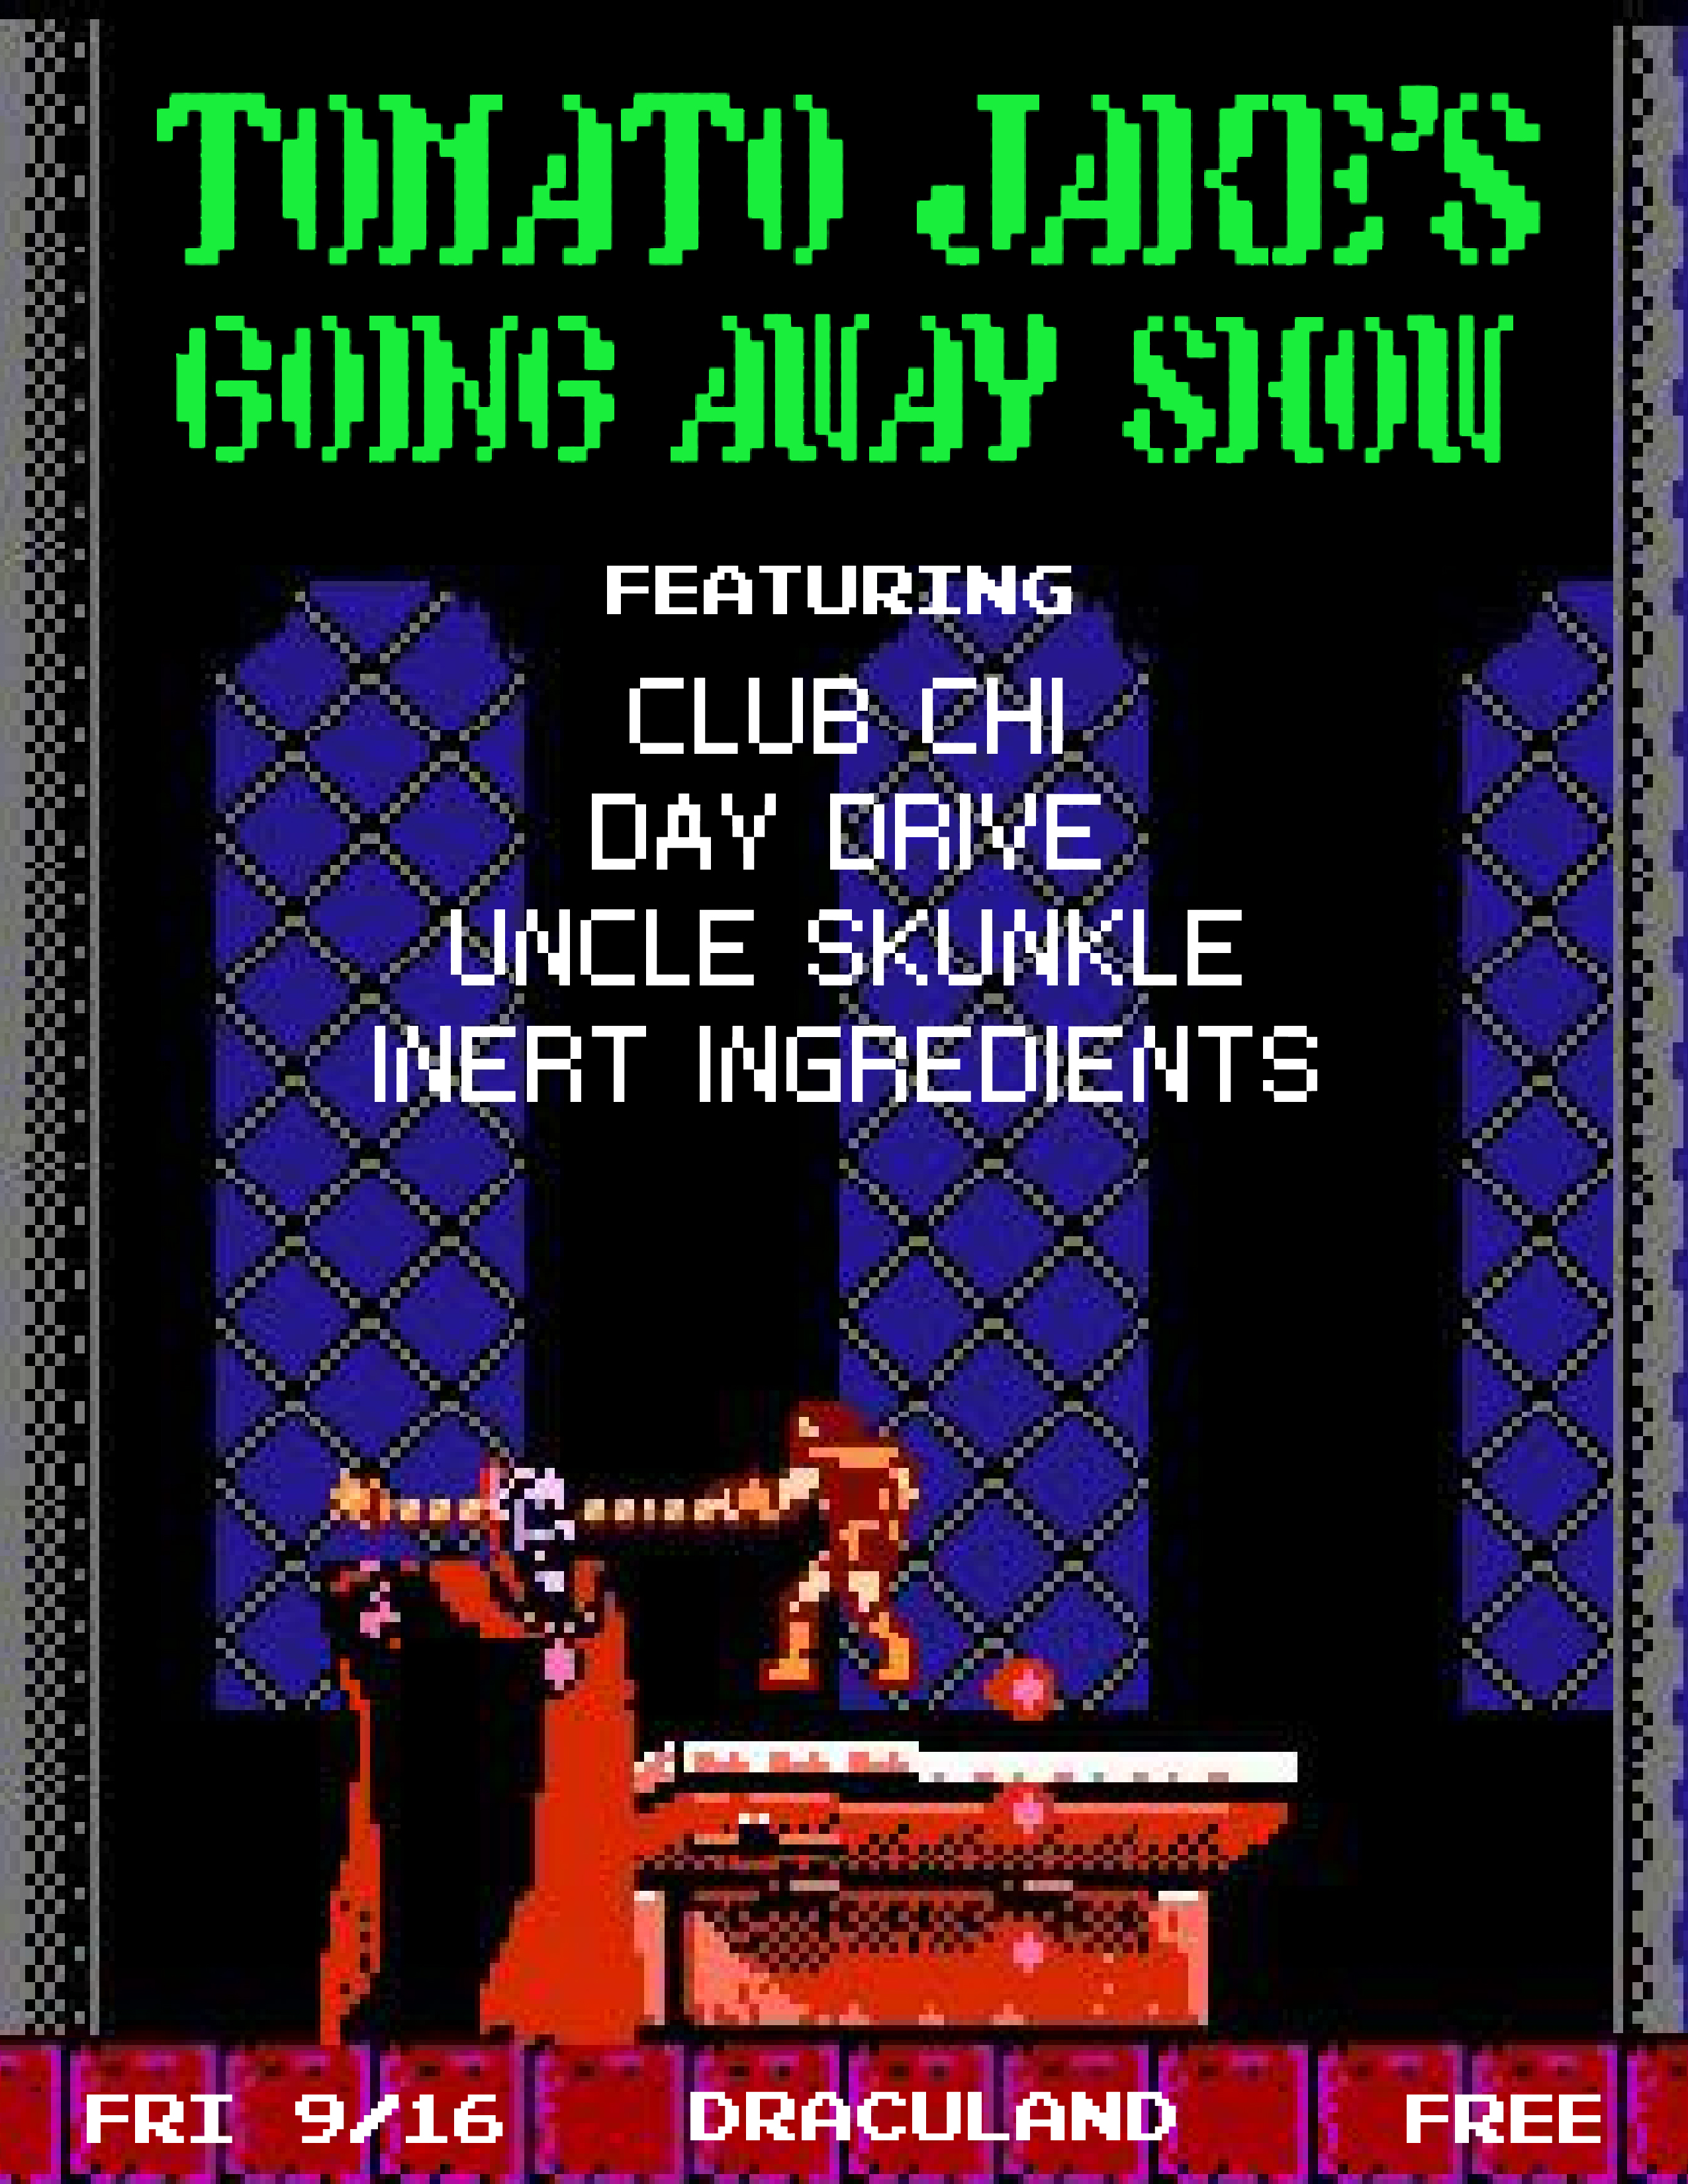 TOMATO JAKE'S
GOING AWAY SHOW
FEATURING
CLUB CHI
DAY DRIVE
UNCLE SKUNKLE
INERT INGREDIENTS
FRI 9/16 DRACULAND FREE